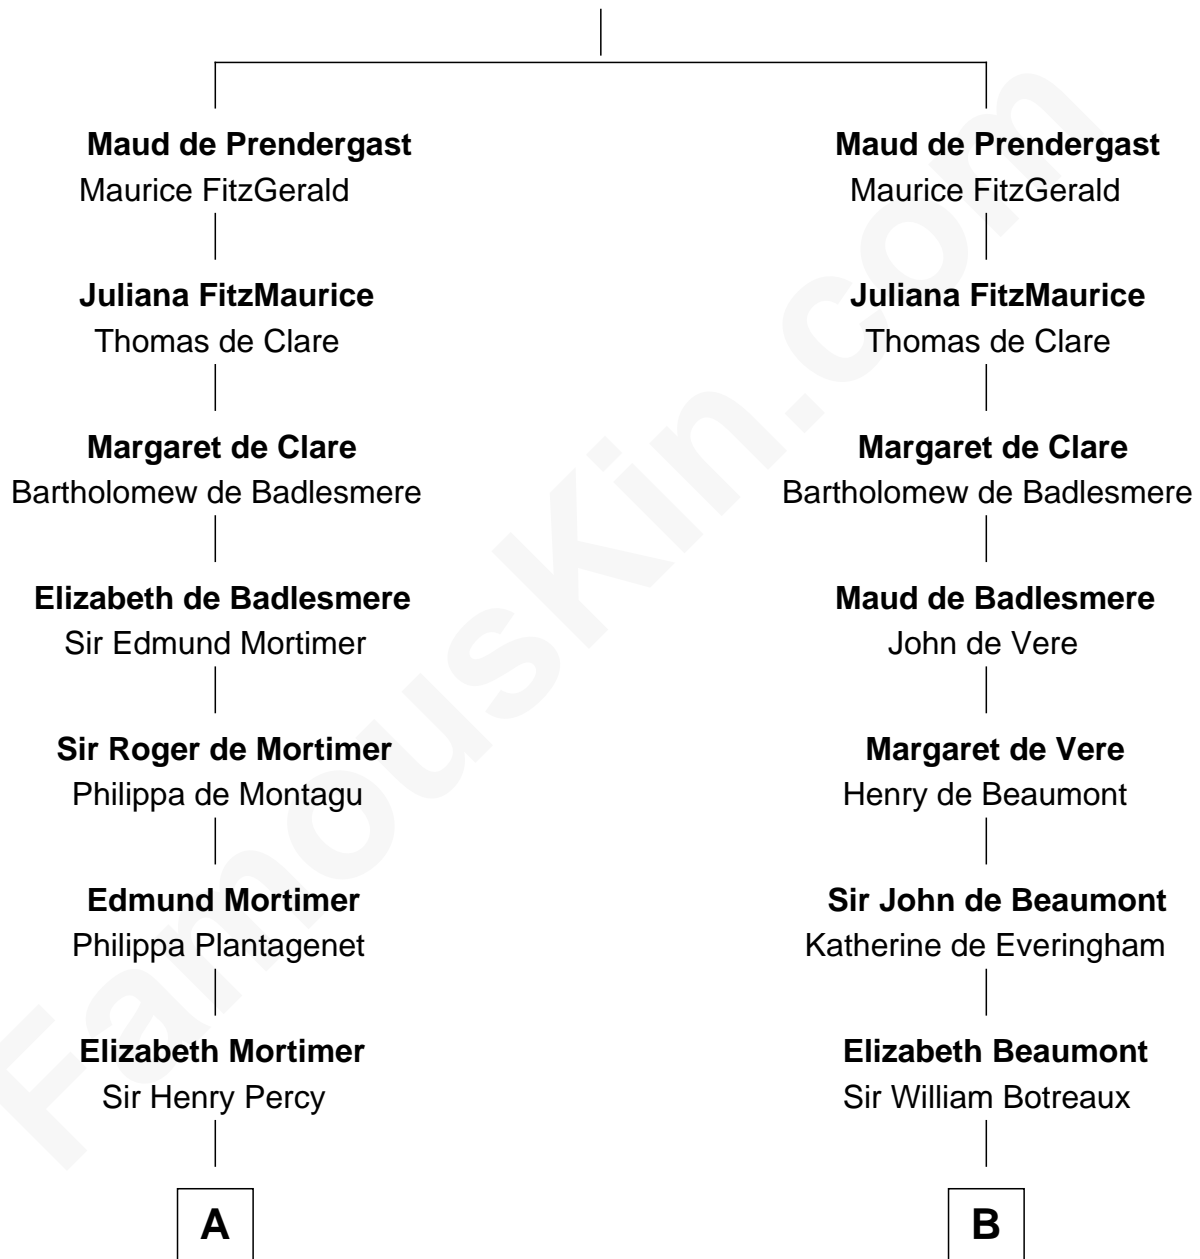 Maud de Prendergast
Maurice FitzGerald
Juliana FitzMaurice
Thomas de Clare
Margaret de Clare
Bartholomew de Badlesmere
Elizabeth de Badlesmere
Sir Edmund Mortimer
Sir Roger de Mortimer
Philippa de Montagu
Edmund Mortimer
Philippa Plantagenet
Elizabeth Mortimer
Sir Henry Percy
A
Maud de Prendergast
Maurice FitzGerald
Juliana FitzMaurice
Thomas de Clare
Margaret de Clare
Bartholomew de Badlesmere
Maud de Badlesmere
John de Vere
Margaret de Vere
Henry de Beaumont
Sir John de Beaumont
Katherine de Everingham
Elizabeth Beaumont
Sir William Botreaux
B
FamousKin.com